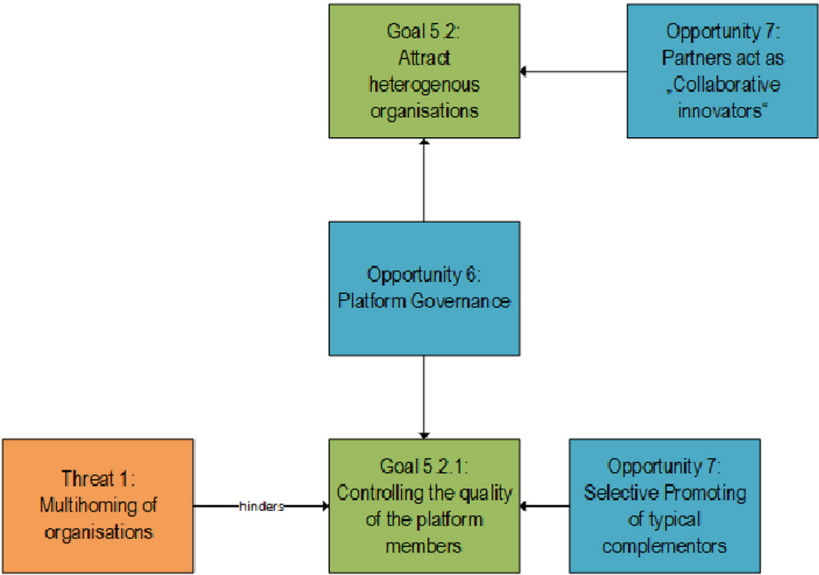 Goal 5.2:
Attract
heterogenous
organisations
Opportunity 7:
Partners act as
„Collaborative
innovators“
Opportunity 6:
Platform Governance
Threat 1:
Multihoming of
organisations
hinders
Goal 5.2.1:
Controlling the quality
of the platform
members
Opportunity 7:
Selective Promoting
of typical
complementors